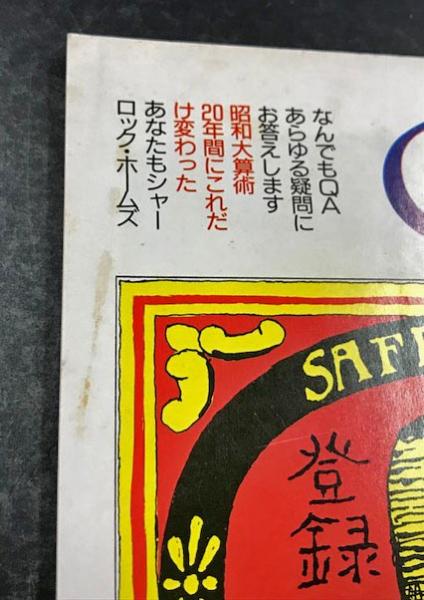 なんでもQA
あらゆる疑問に
お答えします
昭和大算術
20年間にこれだ
け変わった
あなたもシャー
ロック・ホームズ
SAF
登録